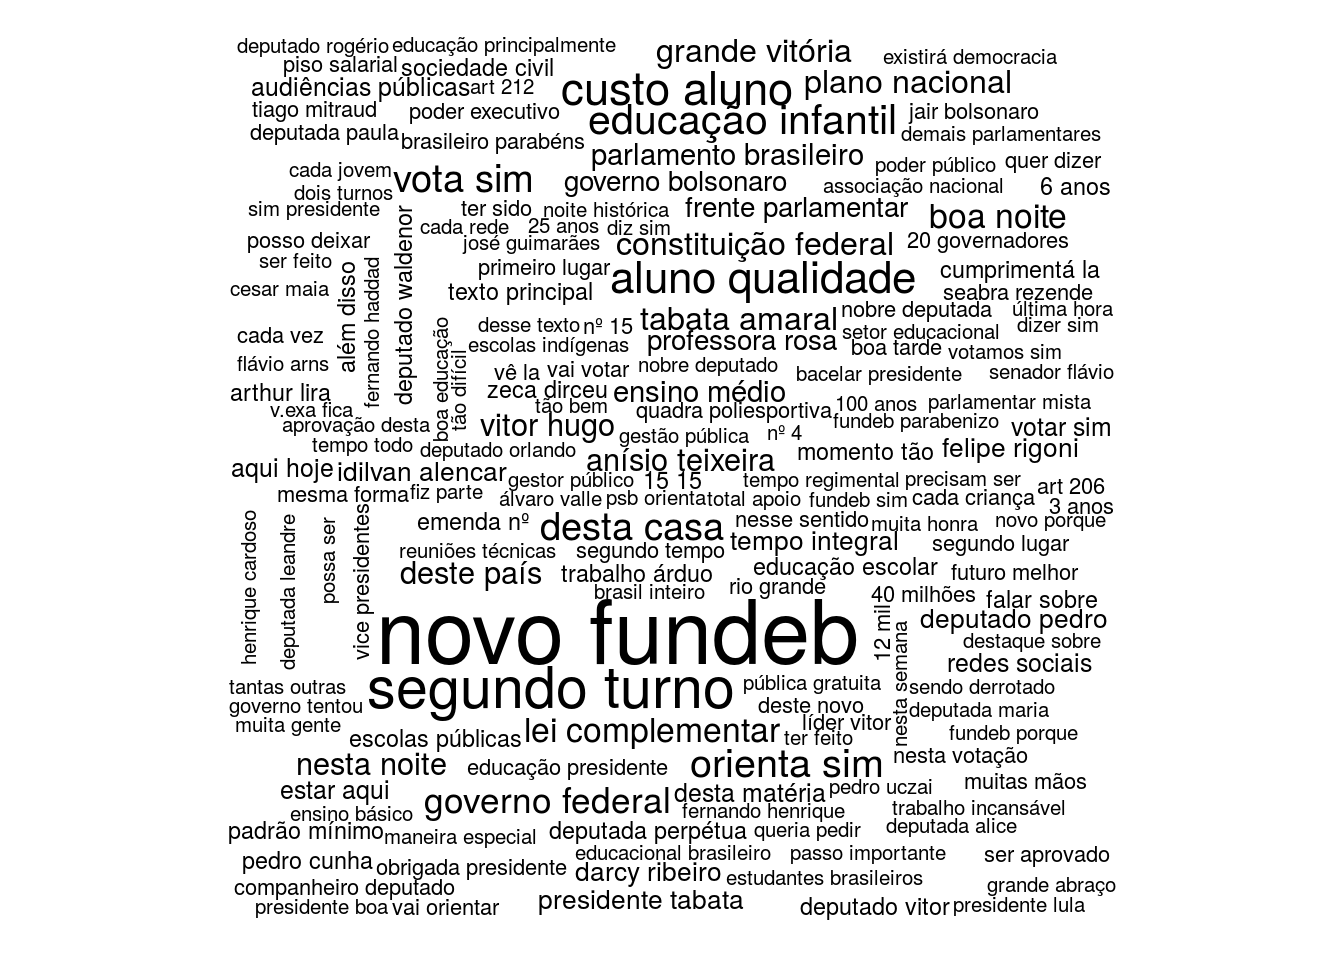 deputado rogério educação principalmente grande vitória existirá democracia
piso salarial sociedade civil
audiências públicas art 212 custo aluno plano nacional
tiago mitraud poder executivo educação infantil jair bolsonaro
deputada paula brasileiro parabéns demais parlamentares
parlamento brasileiro poder público quer dizer
cada jovem vota sim governo bolsonaro associação nacional 6 anos
dois turnos
sim presidente ter sido noite histórica frente parlamentar boa noite
cada rede 25 anos diz sim
posso deixar josé guimarães constituição federal 20 governadores
ser feito primeiro lugar aluno qualidade cumprimentá la
cesar maia texto principal seabra rezende
além disso
fernando haddad
deputado waldenor
boa educação
tão difícil
desse texto nº 15 tabata amaral nobre deputada última hora
cada vez escolas indígenas professora rosa setor educacional dizer sim
boa tarde votamos sim
flávio arns vê la vai votar nobre deputado bacelar presidente senador flávio
arthur lira zeca dirceu ensino médio
v.exa fica tão bem quadra poliesportiva 100 anos parlamentar mista
aprovação desta vitor hugo gestão pública nº 4 fundeb parabenizo votar sim
tempo todo deputado orlando momento tão felipe rigoni
aqui hoje idilvan alencar anísio teixeira
gestor público 15 15 tempo regimental precisam ser art 206
mesma forma fiz parte álvaro valle psb orienta total apoio fundeb sim cada criança 3 anos
henrique cardoso
deputada leandre
possa ser
vice presidentes
emenda nº desta casa nesse sentido muita honra novo porque
reuniões técnicas segundo tempo tempo integral segundo lugar
deste país trabalho árduo educação escolar futuro melhor
brasil inteiro rio grande 40 milhões falar sobre
novo fundeb
12 mil
nesta semana
deputado pedro
destaque sobre
redes sociais
tantas outras segundo turno pública gratuita sendo derrotado
governo tentou deste novo deputada maria
muita gente lei complementar líder vitor fundeb porque
escolas públicas ter feito
nesta noite educação presidente orienta sim nesta votação
estar aqui governo federal desta matéria pedro uczai muitas mãos
ensino básico fernando henrique trabalho incansável
padrão mínimo maneira especial deputada perpétua queria pedir deputada alice
pedro cunha obrigada presidente educacional brasileiro passo importante ser aprovado
companheiro deputado darcy ribeiro estudantes brasileiros grande abraço
presidente boa vai orientar presidente tabata deputado vitor presidente lula